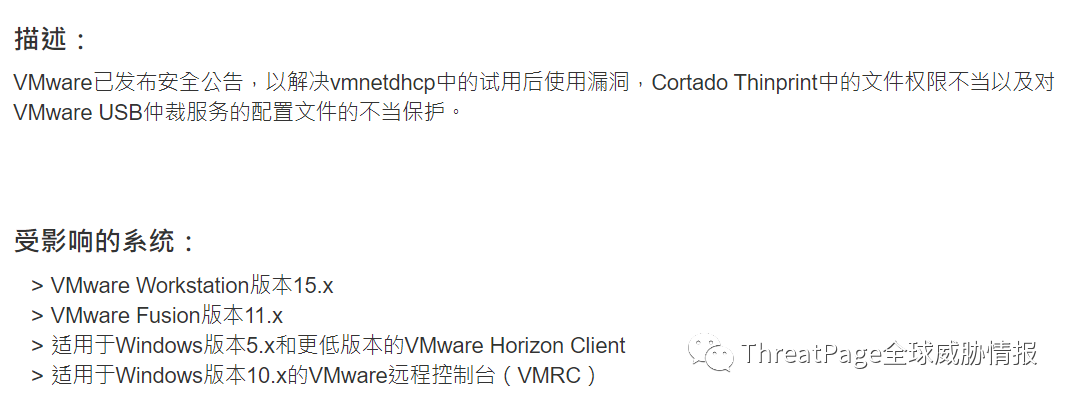 描述：
VMware已发布安全公告，以解决vmnetdhcp中的试用后使用漏洞，Cortado Thinprint中的文件权限不当以及对
VMware USB仲裁服务的配置文件的不当保护。
受影响的系统：
> VMware Workstation版本15.x
> VMware Fusion版本11.x
> 适用于Windows版本5.x和更低版本的VMware Horizon Client
> 适用于Windows版本10.x的VMware远程控制台（VMRC）
ThreatPage全球威胁情报